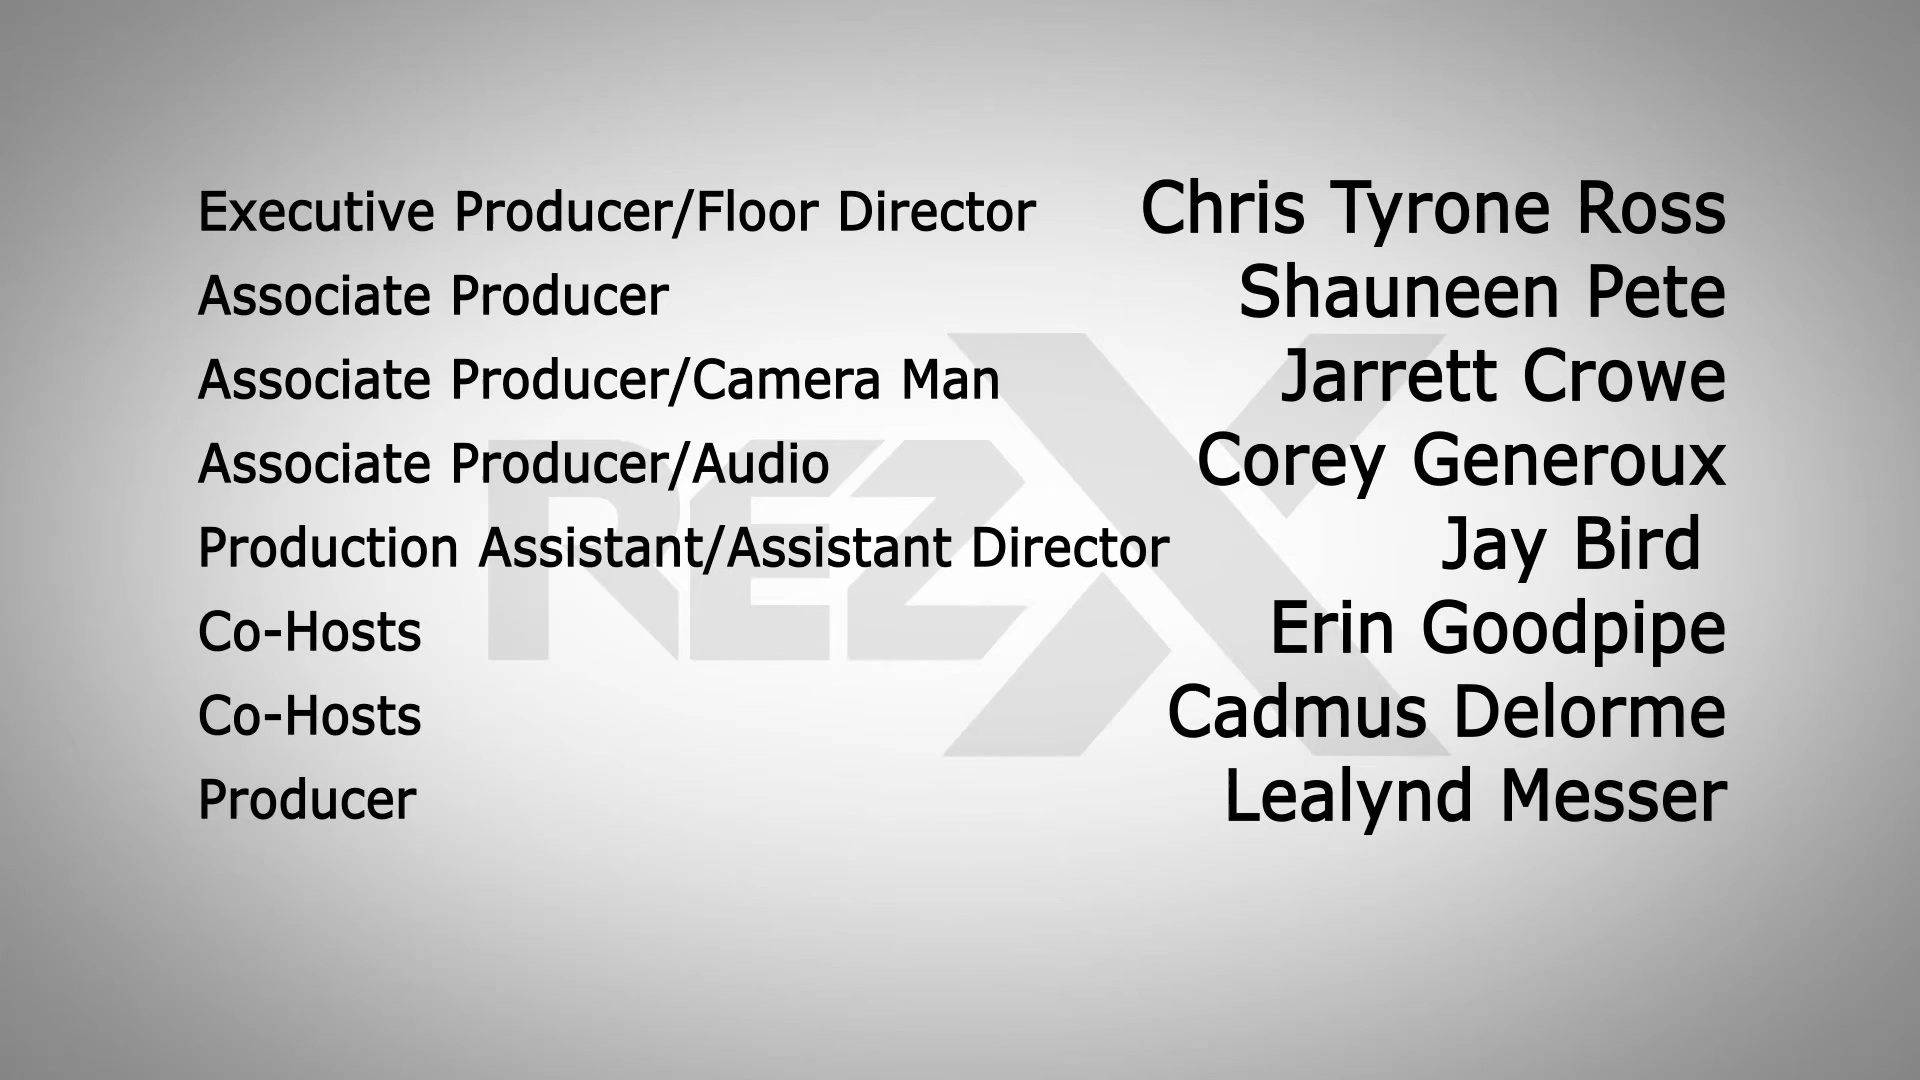 Executive Producer/Floor Director Chris Tyrone Ross
Associate Producer Shauneen Pete
Associate Producer/Camera Man Jarrett Crowe
Associate Producer/Audio Corey Generoux
Production Assistant/Assistant Director Jay Bird
Co-Hosts Erin Goodpipe
Co-Hosts Cadmus Delorme
Producer Lealynd Messer
REZX